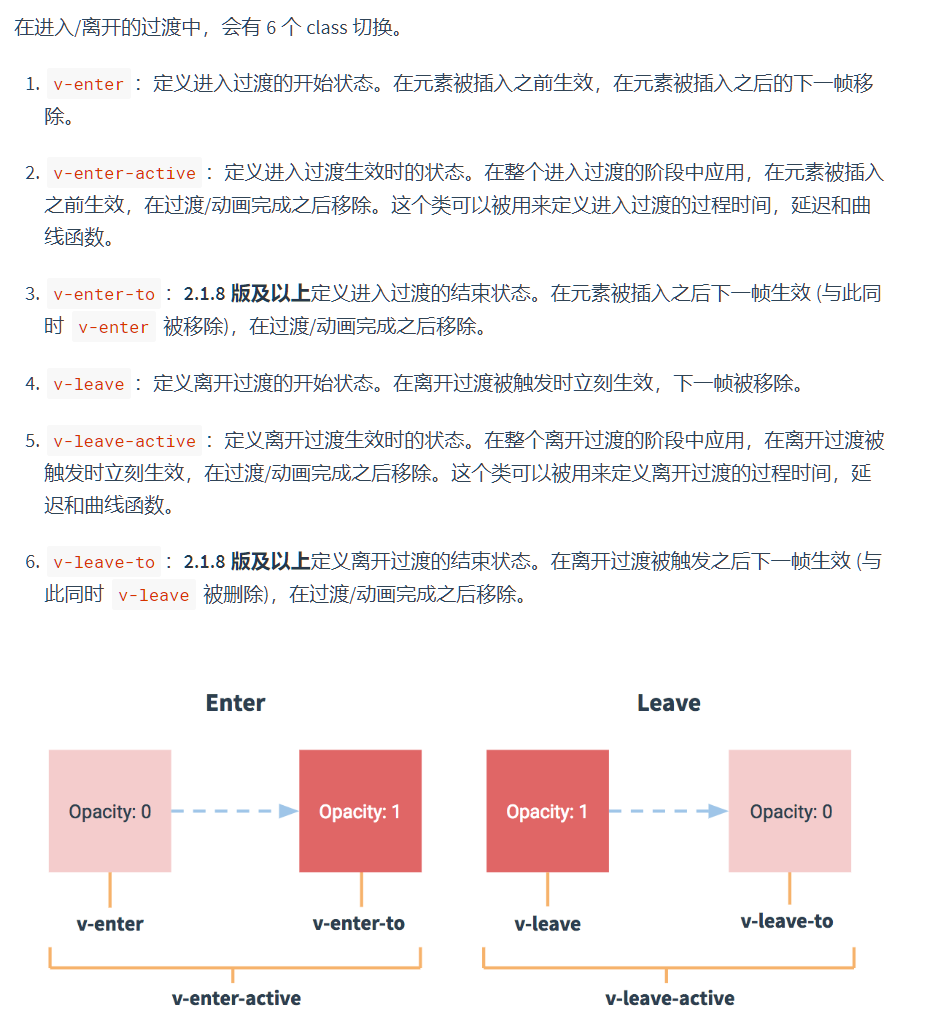 在进入/离开的过渡中，会有 6 个 class 切换。
1. v-enter ：定义进入过渡的开始状态。在元素被插入之前生效，在元素被插入之后的下一帧移
除。
2. v-enter-active ：定义进入过渡生效时的状态。在整个进入过渡的阶段中应用，在元素被插入
之前生效，在过渡/动画完成之后移除。这个类可以被用来定义进入过渡的过程时间，延迟和曲
线函数。
3. v-enter-to ：2.1.8 版及以上定义进入过渡的结束状态。在元素被插入之后下一帧生效 (与此同
时 v-enter 被移除)，在过渡/动画完成之后移除。
4. v-leave ：定义离开过渡的开始状态。在离开过渡被触发时立刻生效，下一帧被移除。
5. v-leave-active ：定义离开过渡生效时的状态。在整个离开过渡的阶段中应用，在离开过渡被
触发时立刻生效，在过渡/动画完成之后移除。这个类可以被用来定义离开过渡的过程时间，延
迟和曲线函数。
6. v-leave-to ：2.1.8 版及以上定义离开过渡的结束状态。在离开过渡被触发之后下一帧生效 (与
此同时 v-leave 被删除)，在过渡/动画完成之后移除。
Enter
Leave
Opacity: 0
Opacity: 1
Opacity: 1
Opacity: 0
v-enter
v-enter-to
v-leave
v-leave-to
v-enter-active
v-leave-active